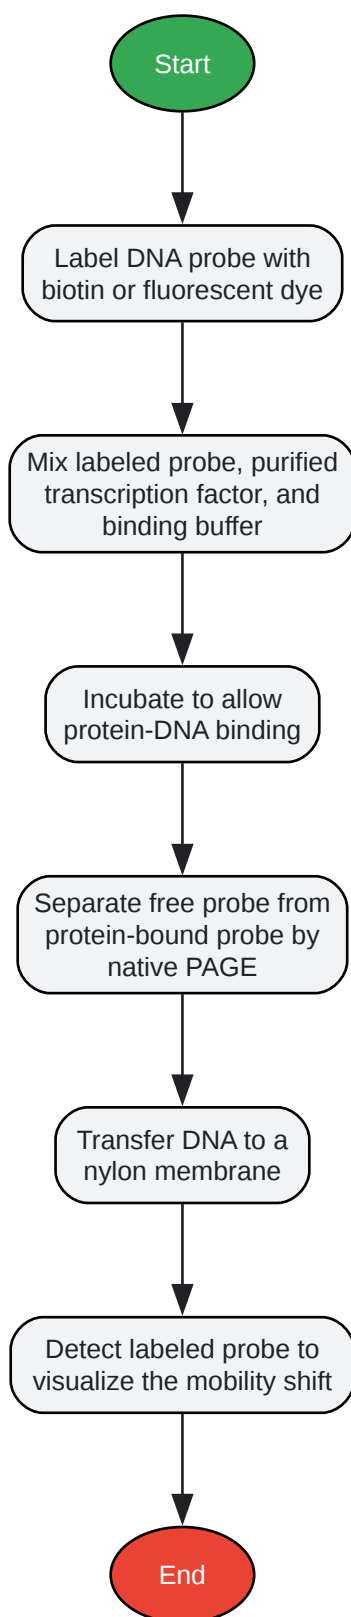 Start
Label DNA probe with
biotin or fluorescent dye
Mix labeled probe, purified
transcription factor, and
binding buffer
Incubate to allow
protein-DNA binding
Separate free probe from
protein-bound probe by
native PAGE
Transfer DNA to a
nylon membrane
Detect labeled probe to
visualize the mobility shift
End